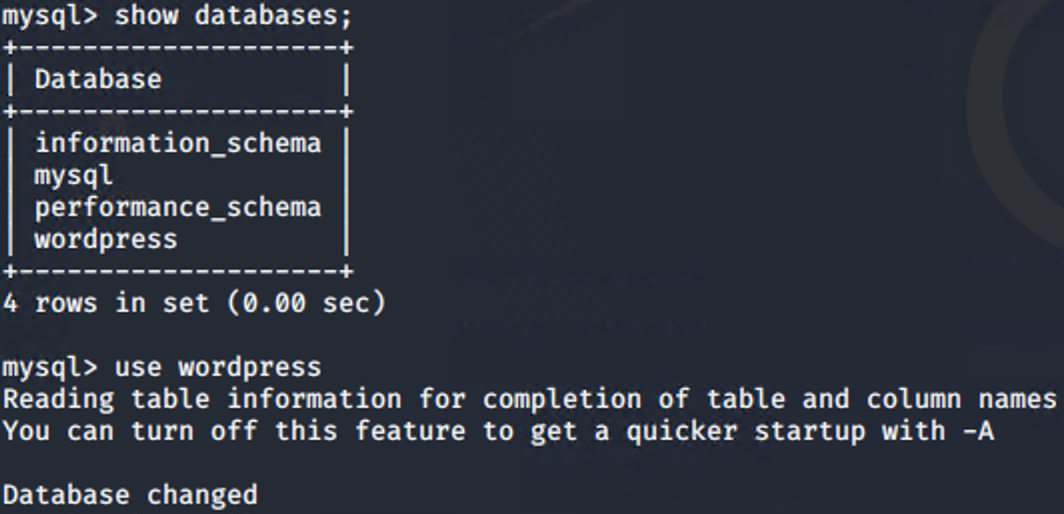 mysql> show databases;
+--------------------+
| Database           |
+--------------------+
| information_schema |
| mysql              |
| performance_schema |
| wordpress          |
+--------------------+
4 rows in set (0.00 sec)
mysql> use wordpress
Reading table information for completion of table and column names
You can turn off this feature to get a quicker startup with -A
Database changed